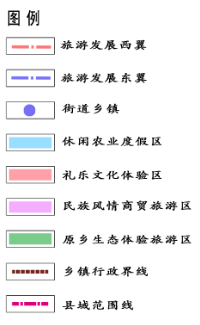 图例
旅游发展西翼
旅游发展东翼
街道乡镇
休闲农业度假区
礼乐文化体验区
民族风情商贸旅游区
原乡生态体验旅游区
乡镇行政界线
县城范围线